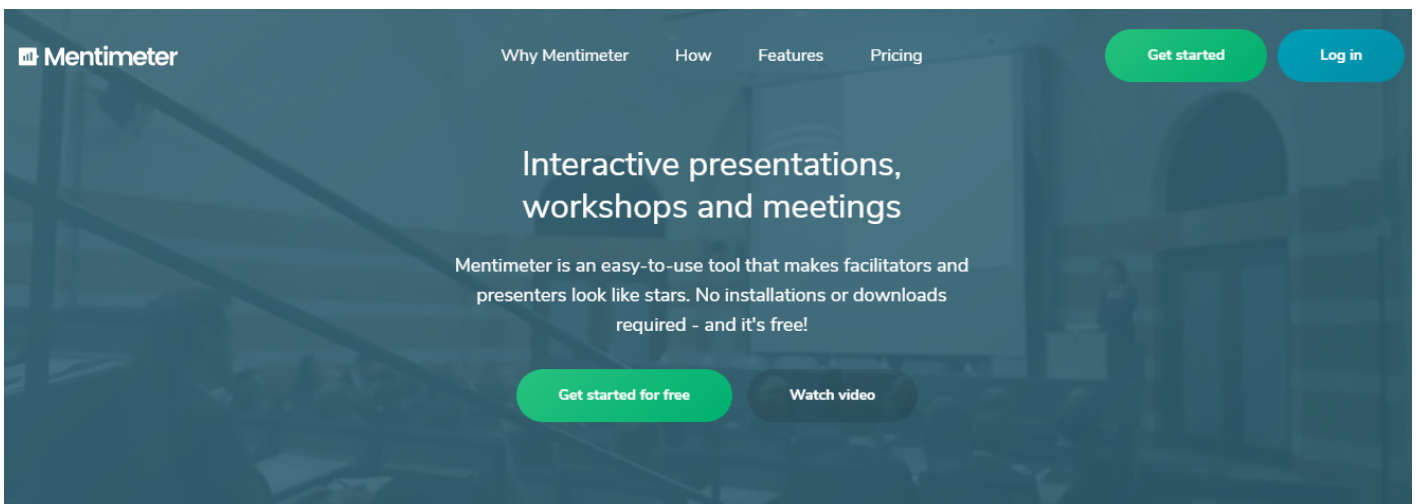 Mentimeter
Why Mentimeter How Features Pricing
Get started Log in
Interactive presentations,
workshops and meetings
Mentimeter is an easy-to-use tool that makes facilitators and
presenters look like stars. No installations or downloads
required - and it's free!
Get started for free Watch video